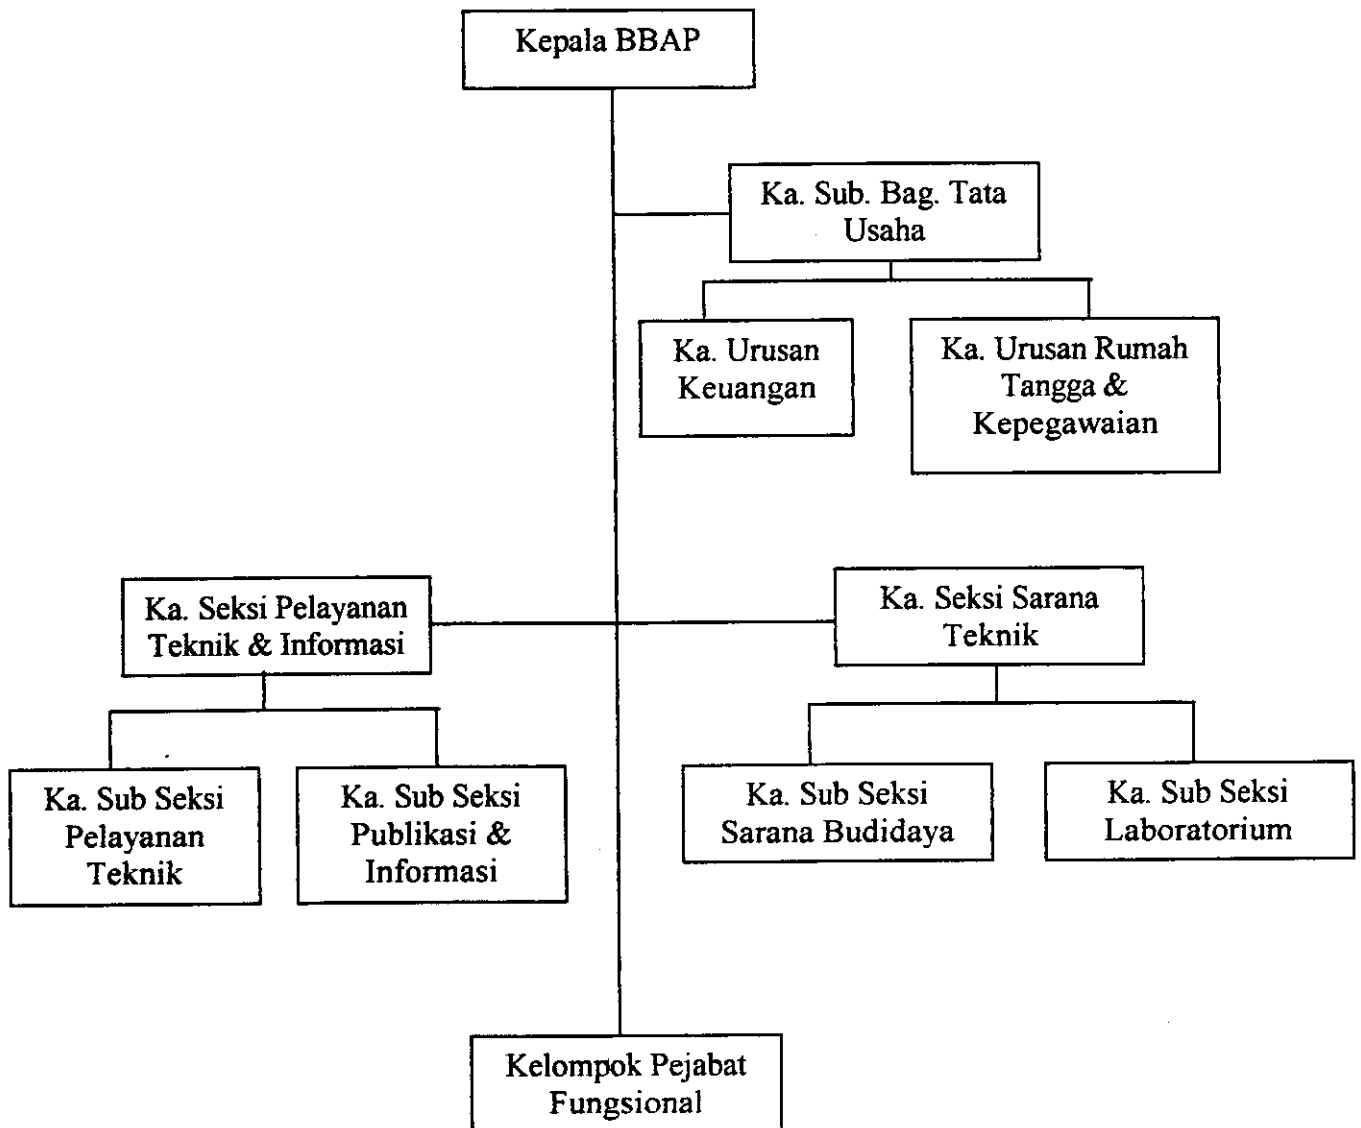 Kepala BBAP
Ka. Sub. Bag. Tata
Usaha
Ka. Urusan
Keuangan
Ka. Urusan Rumah
Tangga &
Kepegawaian
Ka. Seksi Pelayanan
Teknik & Informasi
Ka. Seksi Sarana
Teknik
Ka. Sub Seksi
Pelayanan
Teknik
Ka. Sub Seksi
Publikasi &
Informasi
Ka. Sub Seksi
Sarana Budidaya
Ka. Sub Seksi
Laboratorium
Kelompok Pejabat
Fungsional